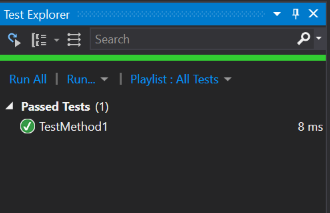 Test Explorer
Search
Run All | Run... | Playlist : All Tests
Passed Tests (1)
TestMethod1 8 ms